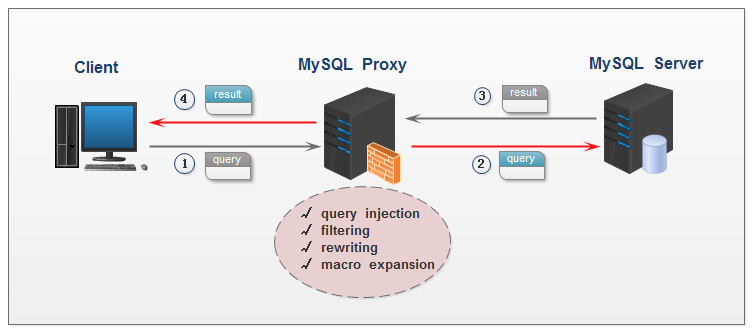 Client
MySQL Proxy
MySQL Server
4
result
3
result
1
query
2
query
✓ query injection
✓ filtering
✓ rewriting
✓ macro expansion